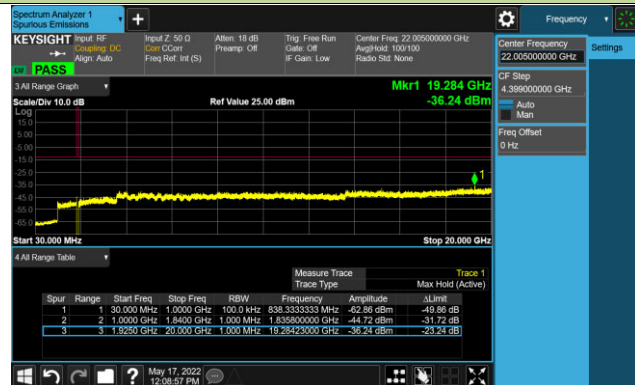 Spectrum Analyzer 1
Spurious Emissions
+
Frequency
KEYSIGHT
Input: RF
Coupling: DC
Align: Auto
Input Z: 50 Ω
Corr CCorr
Freq Ref: Int (S)
Atten: 18 dB
Preamp: Off
Trig: Free Run
Gate: Off
IF Gain: Low
Center Freq: 22.005000000 GHz
Avg|Hold: 100/100
Radio Std: None
PASS
Center Frequency
22.005000000 GHz
Settings
CF Step
4.399000000 GHz
Auto
Man
Freq Offset
0 Hz
3 All Range Graph
Mkr1 19.284 GHz
Scale/Div 10.0 dB
Ref Value 25.00 dBm
-36.24 dBm
Log
15.0
5.00
-5.00
-15.0
-25.0
-35.0
-45.0
-55.0
-65.0
1
Start 30.000 MHz
Stop 20.000 GHz
4 All Range Table
Measure Trace Trace 1
Trace Type Max Hold (Active)
Spur Range Start Freq Stop Freq RBW Frequency Amplitude ΔLimit
1 1 30.000 MHz 1.0000 GHz 100.0 kHz 838.3333333 MHz -62.86 dBm -49.86 dB
2 2 1.0000 GHz 1.8400 GHz 1.000 MHz 1.835800000 GHz -44.72 dBm -31.72 dB
3 3 1.9250 GHz 20.000 GHz 1.000 MHz 19.28423000 GHz -36.24 dBm -23.24 dB
?
May 17, 2022
12:08:57 PM